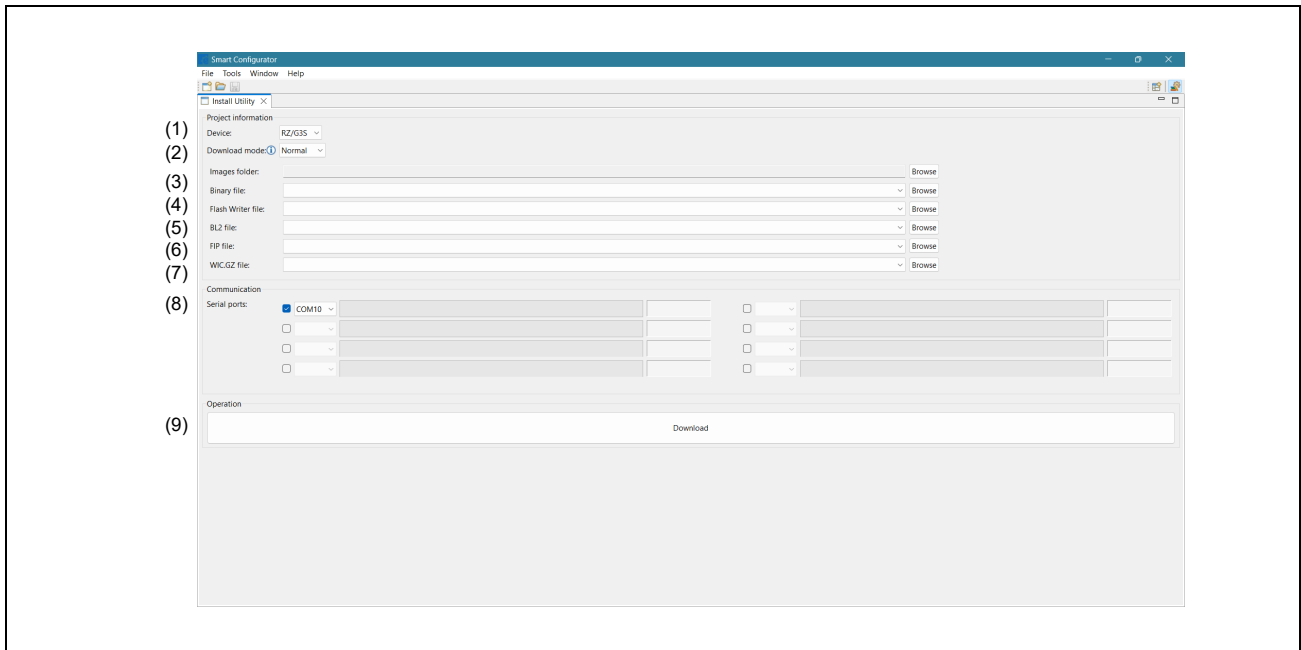 Smart Configurator
File Tools Window Help
Install Utility
Project information
(1) Device: RZ/G3S
(2) Download mode: Normal
Images folder: Browse
(3) Binary file: Browse
(4) Flash Writer file: Browse
(5) BL2 file: Browse
(6) FIP file: Browse
(7) WIC.GZ file: Browse
Communication
(8) Serial ports: COM10
Operation
(9) Download